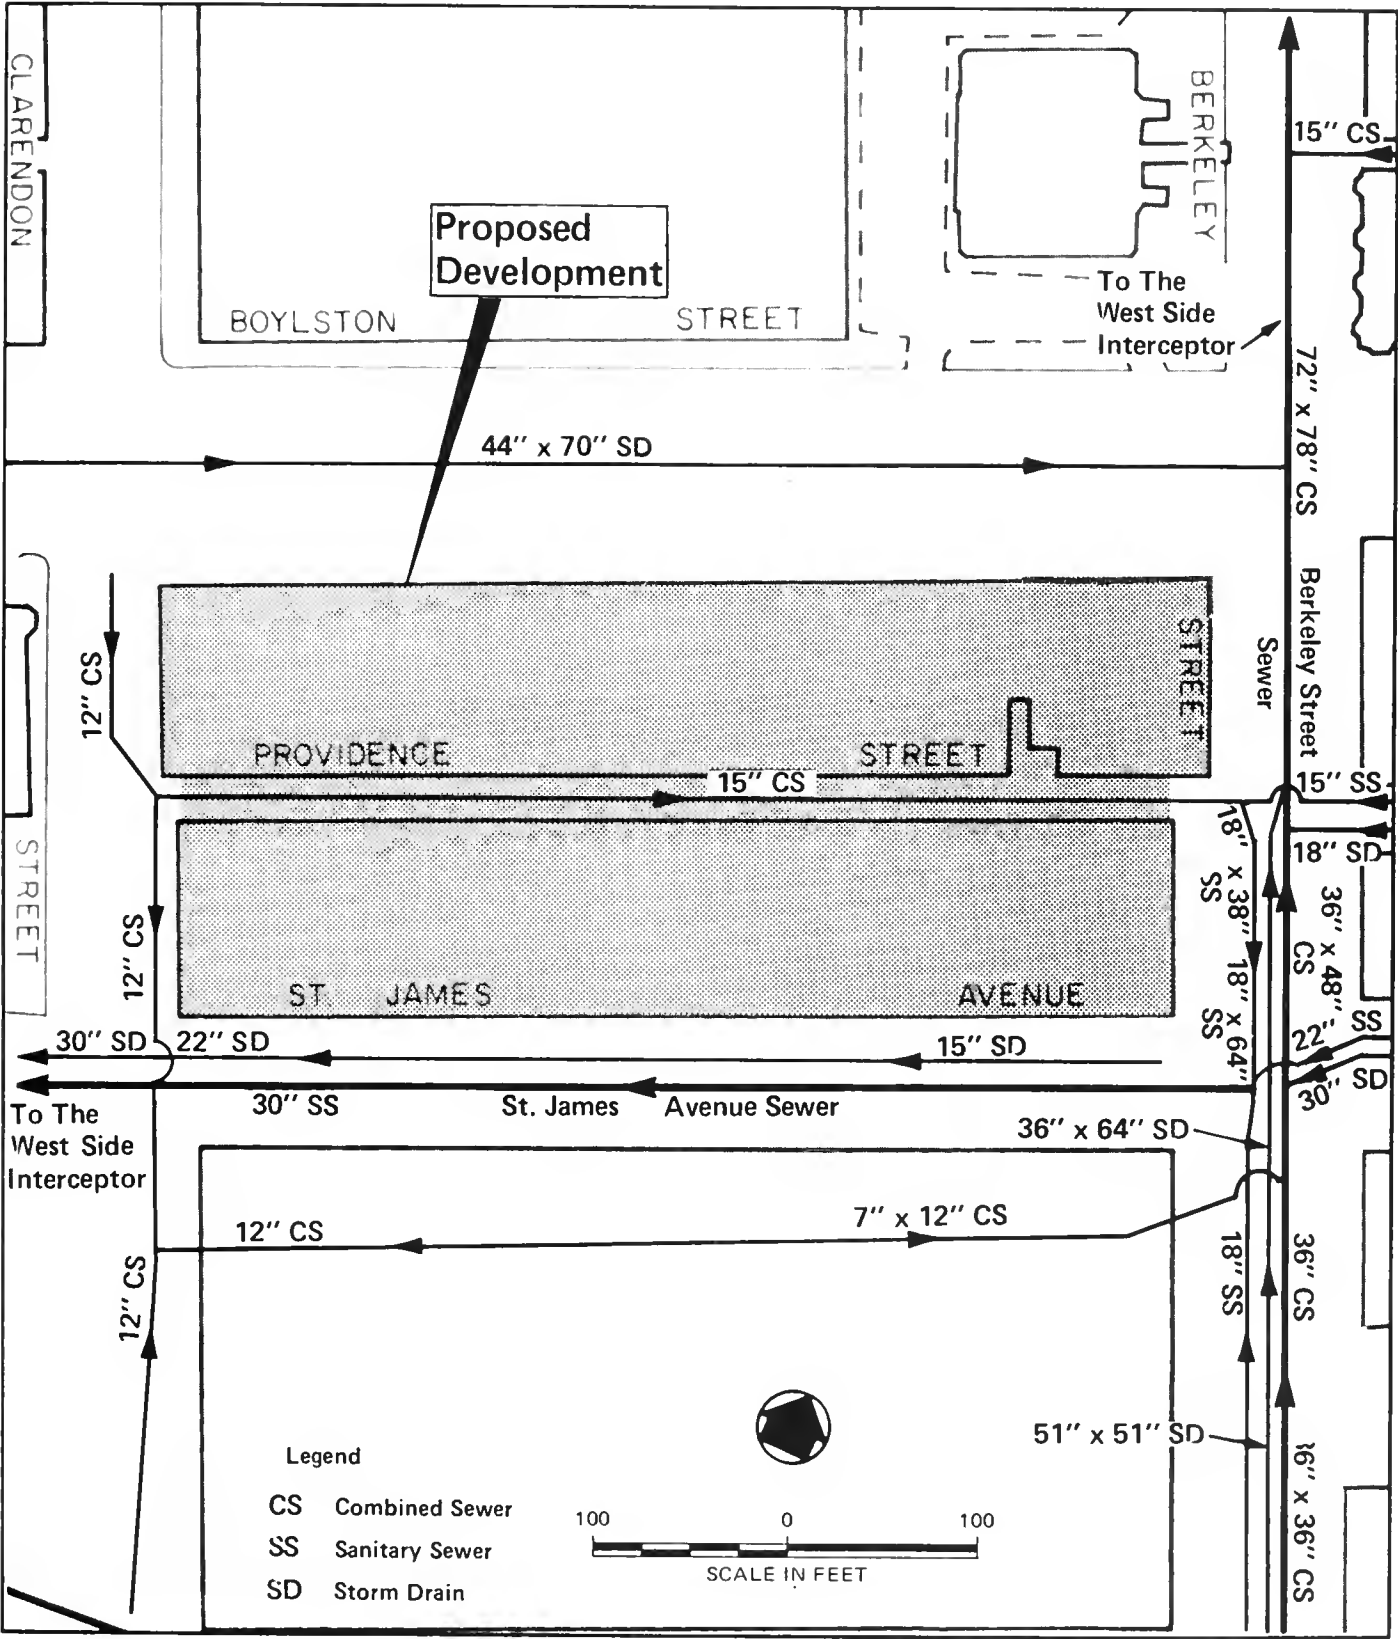 CLARENDON
BERKELEY
15" CS
Proposed
Development
BOYLSTON STREET
To The
West Side
Interceptor
72" x 78" CS
44" x 70" SD
12" CS
STREET
Sewer
Berkeley Street
PROVIDENCE STREET
15" CS
15" SS
18" SD
18" x 38"
SS
36" x 48"
CS
STREET
12" CS
ST. JAMES AVENUE
18" x 64"
SS
22" SS
30" SD
30" SD
22" SD
15" SD
30" SS
St. James Avenue Sewer
To The
West Side
Interceptor
36" x 64" SD
12" CS
7" x 12" CS
12" CS
18" SS
36" CS
51" x 51" SD
x 36" CS
Legend
CS Combined Sewer
SS Sanitary Sewer
SD Storm Drain
100 0 100
SCALE IN FEET